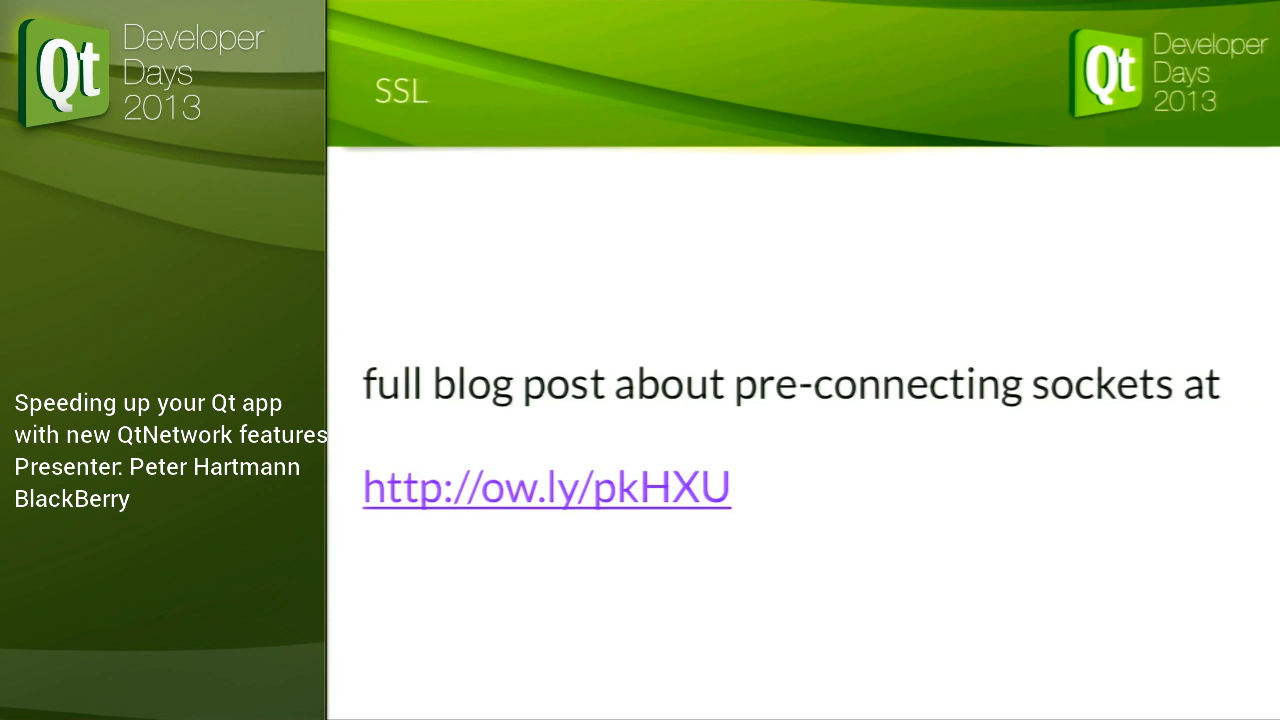 Qt Developer
Days
2013
Speeding up your Qt app
with new QtNetwork features
Presenter: Peter Hartmann
BlackBerry
SSL
Qt Developer
Days
2013
full blog post about pre-connecting sockets at
http://ow.ly/pkHXU